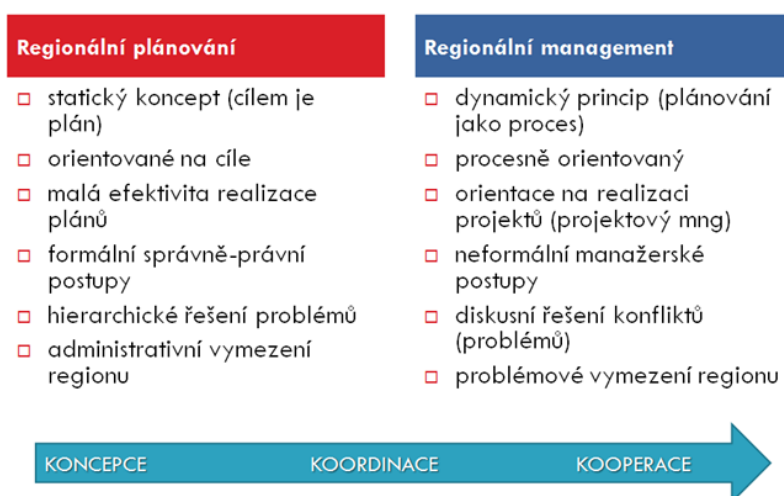 Regionální plánování
statický koncept (cílem je
plán)
orientované na cíle
malá efektivita realizace
plánů
formální správně-právní
postupy
hierarchické řešení problémů
administrativní vymezení
regionu
Regionální management
dynamický princip (plánování
jako proces)
procesně orientovaný
orientace na realizaci
projektů (projektový mng)
neformální manažerské
postupy
diskusní řešení konfliktů
(problémů)
problémové vymezení regionu
KONCEPCE
KOORDINACE
KOOPERACE